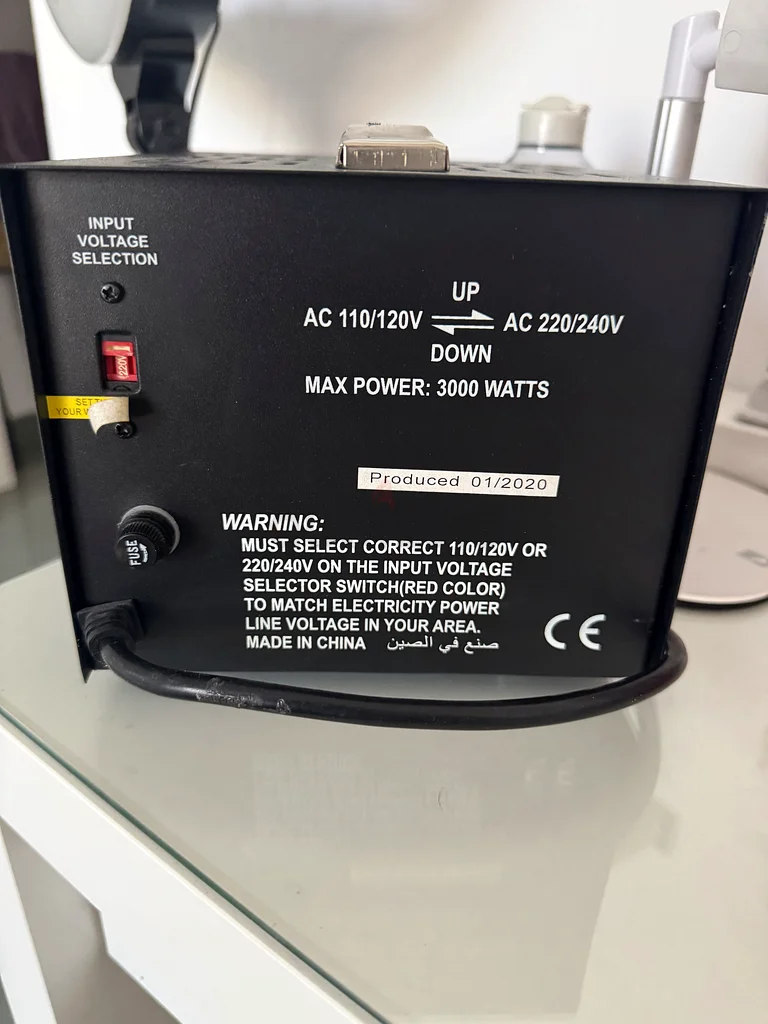 INPUT
VOLTAGE
SELECTION
220V
SET
YOUR
UP
AC 110/120V AC 220/240V
DOWN
MAX POWER: 3000 WATTS
Produced 01/2020
FUSE
WARNING:
MUST SELECT CORRECT 110/120V OR
220/240V ON THE INPUT VOLTAGE
SELECTOR SWITCH(RED COLOR)
TO MATCH ELECTRICITY POWER
LINE VOLTAGE IN YOUR AREA.
MADE IN CHINA صنع في الصين
CE